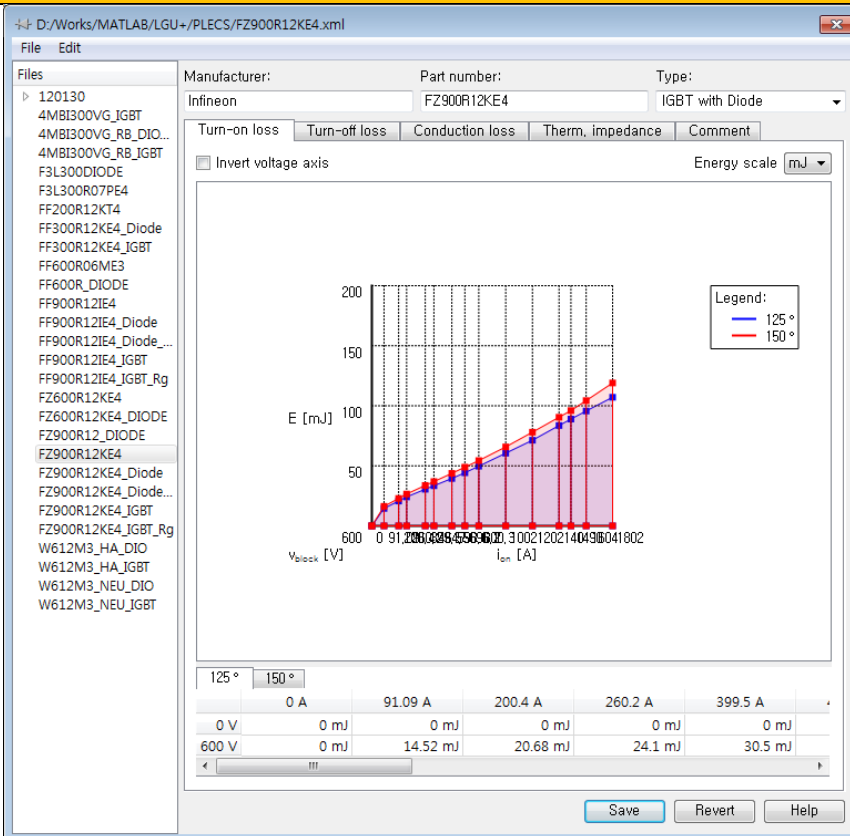 D:/Works/MATLAB/LGU+/PLECS/FZ900R12KE4.xml
File Edit
Files
120130
4MBI300VG_IGBT
4MBI300VG_RB_DIO...
4MBI300VG_RB_IGBT
F3L300DIODE
F3L300R07PE4
FF200R12KT4
FF300R12KE4_Diode
FF300R12KE4_IGBT
FF600R06ME3
FF600R_DIODE
FF900R12IE4
FF900R12IE4_Diode
FF900R12IE4_Diode_...
FF900R12IE4_IGBT
FF900R12IE4_IGBT_Rg
FZ600R12KE4
FZ600R12KE4_DIODE
FZ900R12_DIODE
FZ900R12KE4
FZ900R12KE4_Diode
FZ900R12KE4_Diode...
FZ900R12KE4_IGBT
FZ900R12KE4_IGBT_Rg
W612M3_HA_DIO
W612M3_HA_IGBT
W612M3_NEU_DIO
W612M3_NEU_IGBT
Manufacturer: Part number: Type:
Infineon FZ900R12KE4 IGBT with Diode
Turn-on loss Turn-off loss Conduction loss Therm. impedance Comment
Invert voltage axis Energy scale mJ
200
150
E [mJ] 100
50
600 0
v_block [V] i_on [A]
Legend:
125 °
150 °
125 ° 150 °
0 A 91.09 A 200.4 A 260.2 A 399.5 A
0 V 0 mJ 0 mJ 0 mJ 0 mJ 0 mJ
600 V 0 mJ 14.52 mJ 20.68 mJ 24.1 mJ 30.5 mJ
Save Revert Help